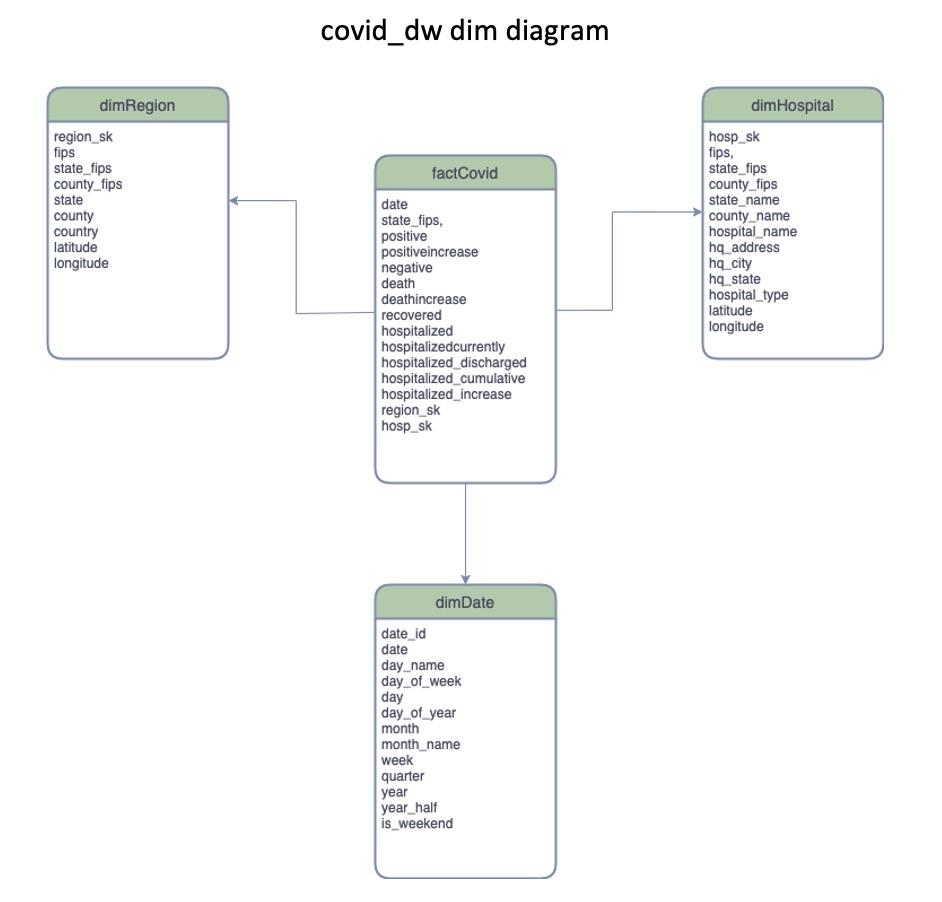 covid_dw dim diagram
dimRegion
region_sk
fips
state_fips
county_fips
state
county
country
latitude
longitude
factCovid
date
state_fips,
positive
positiveincrease
negative
death
deathincrease
recovered
hospitalized
hospitalizedcurrently
hospitalized_discharged
hospitalized_cumulative
hospitalized_increase
region_sk
hosp_sk
dimHospital
hosp_sk
fips,
state_fips
county_fips
state_name
county_name
hospital_name
hq_address
hq_city
hq_state
hospital_type
latitude
longitude
dimDate
date_id
date
day_name
day_of_week
day
day_of_year
month
month_name
week
quarter
year
year_half
is_weekend